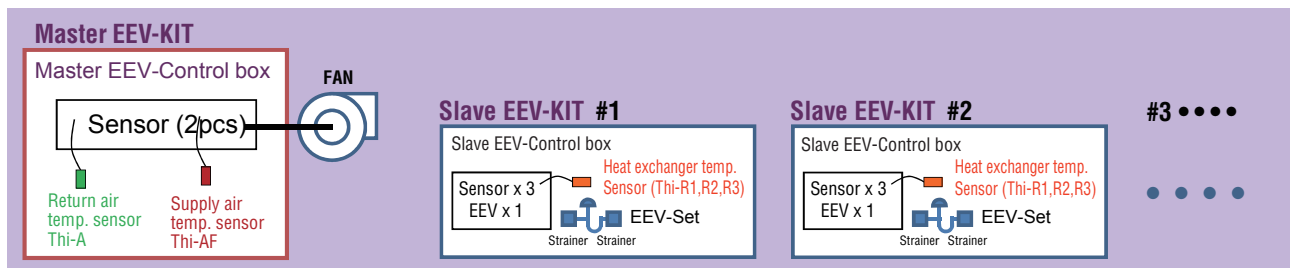 Master EEV-KIT
Master EEV-Control box
Sensor (2pcs)
Return air
temp. sensor
Thi-A
Supply air
temp. sensor
Thi-AF
FAN
Slave EEV-KIT #1
Slave EEV-Control box
Sensor x 3
EEV x 1
Heat exchanger temp.
Sensor (Thi-R1,R2,R3)
EEV-Set
Strainer Strainer
Slave EEV-KIT #2
Slave EEV-Control box
Sensor x 3
EEV x 1
Heat exchanger temp.
Sensor (Thi-R1,R2,R3)
EEV-Set
Strainer Strainer
#3 ••••